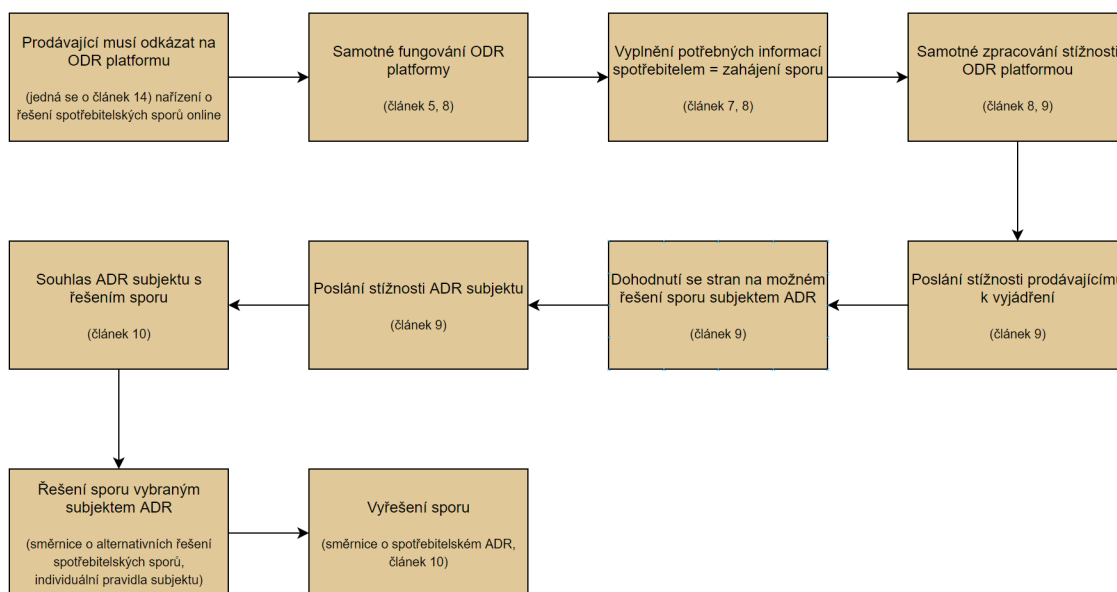 Prodávající musí odkázat na
ODR platformu
(jedná se o článek 14) nařízení o
řešení spotřebitelských sporů online
Samotné fungování ODR
platformy
(článek 5, 8)
Vyplnění potřebných informací
spotřebitelem = zahájení sporu
(článek 7, 8)
Samotné zpracování stížnosti
ODR platformou
(článek 8, 9)
Souhlas ADR subjektu s
řešením sporu
(článek 10)
Poslání stížnosti ADR subjektu
(článek 9)
Dohodnutí se stran na možném
řešení sporu subjektem ADR
(článek 9)
Poslání stížnosti prodávajícímu
k vyjádření
(článek 9)
Řešení sporu vybraným
subjektem ADR
(směrnice o alternativních řešení
spotřebitelských sporů,
individuální pravidla subjektu)
Vyřešení sporu
(směrnice o spotřebitelském ADR,
článek 10)